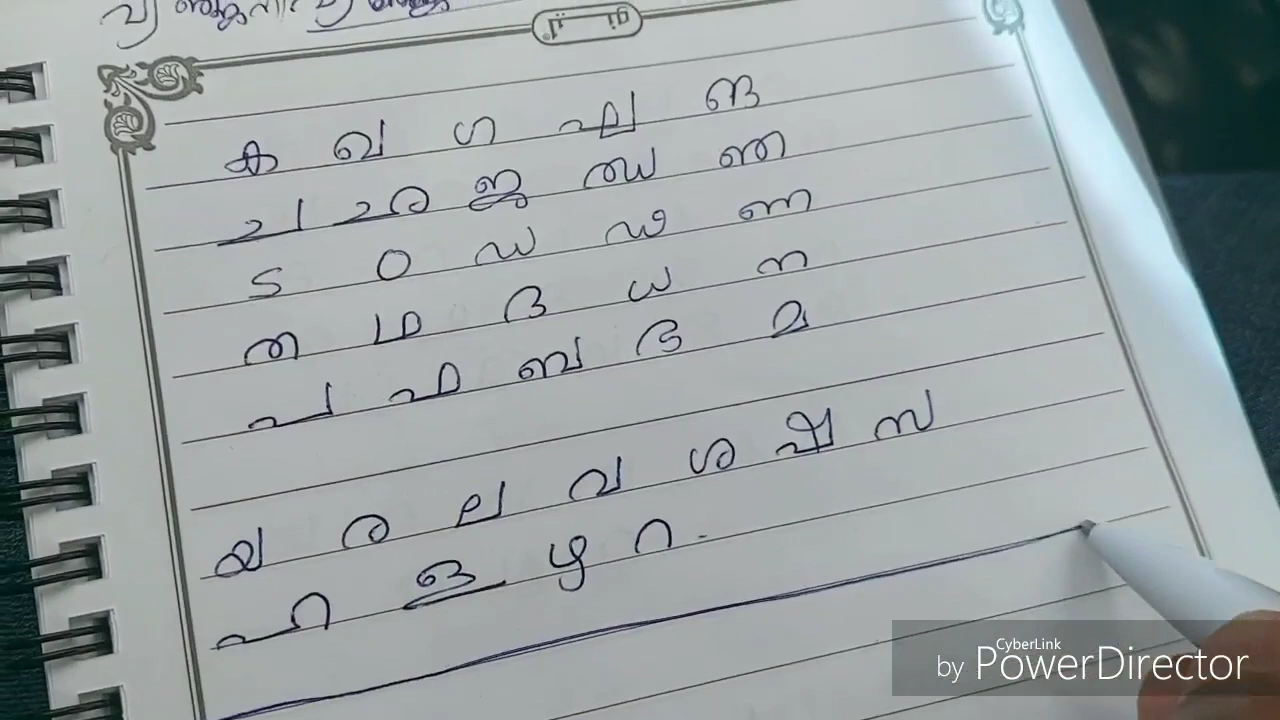 ക ഖ ഗ ഘ ങ
ച ഛ ജ ഝ ഞ
ട ഠ ഡ ഢ ണ
ത ഥ ദ ധ ന
പ ഫ ബ ഭ മ
യ ര ല വ ശ ഷ സ
ഹ ള ഴ റ .
CyberLink
by PowerDirector